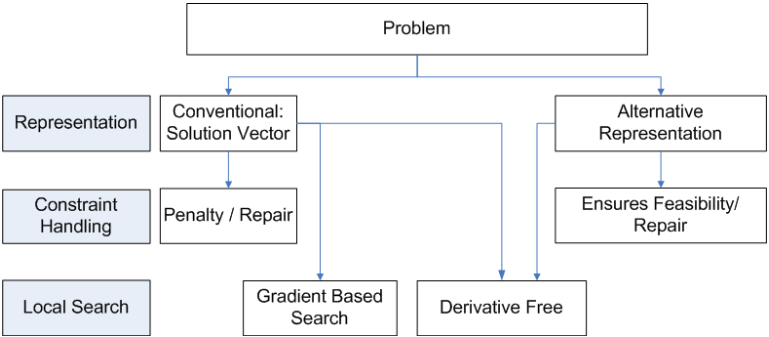 Problem
Representation
Conventional:
Solution Vector
Alternative
Representation
Constraint
Handling
Penalty / Repair
Ensures Feasibility/
Repair
Local Search
Gradient Based
Search
Derivative Free